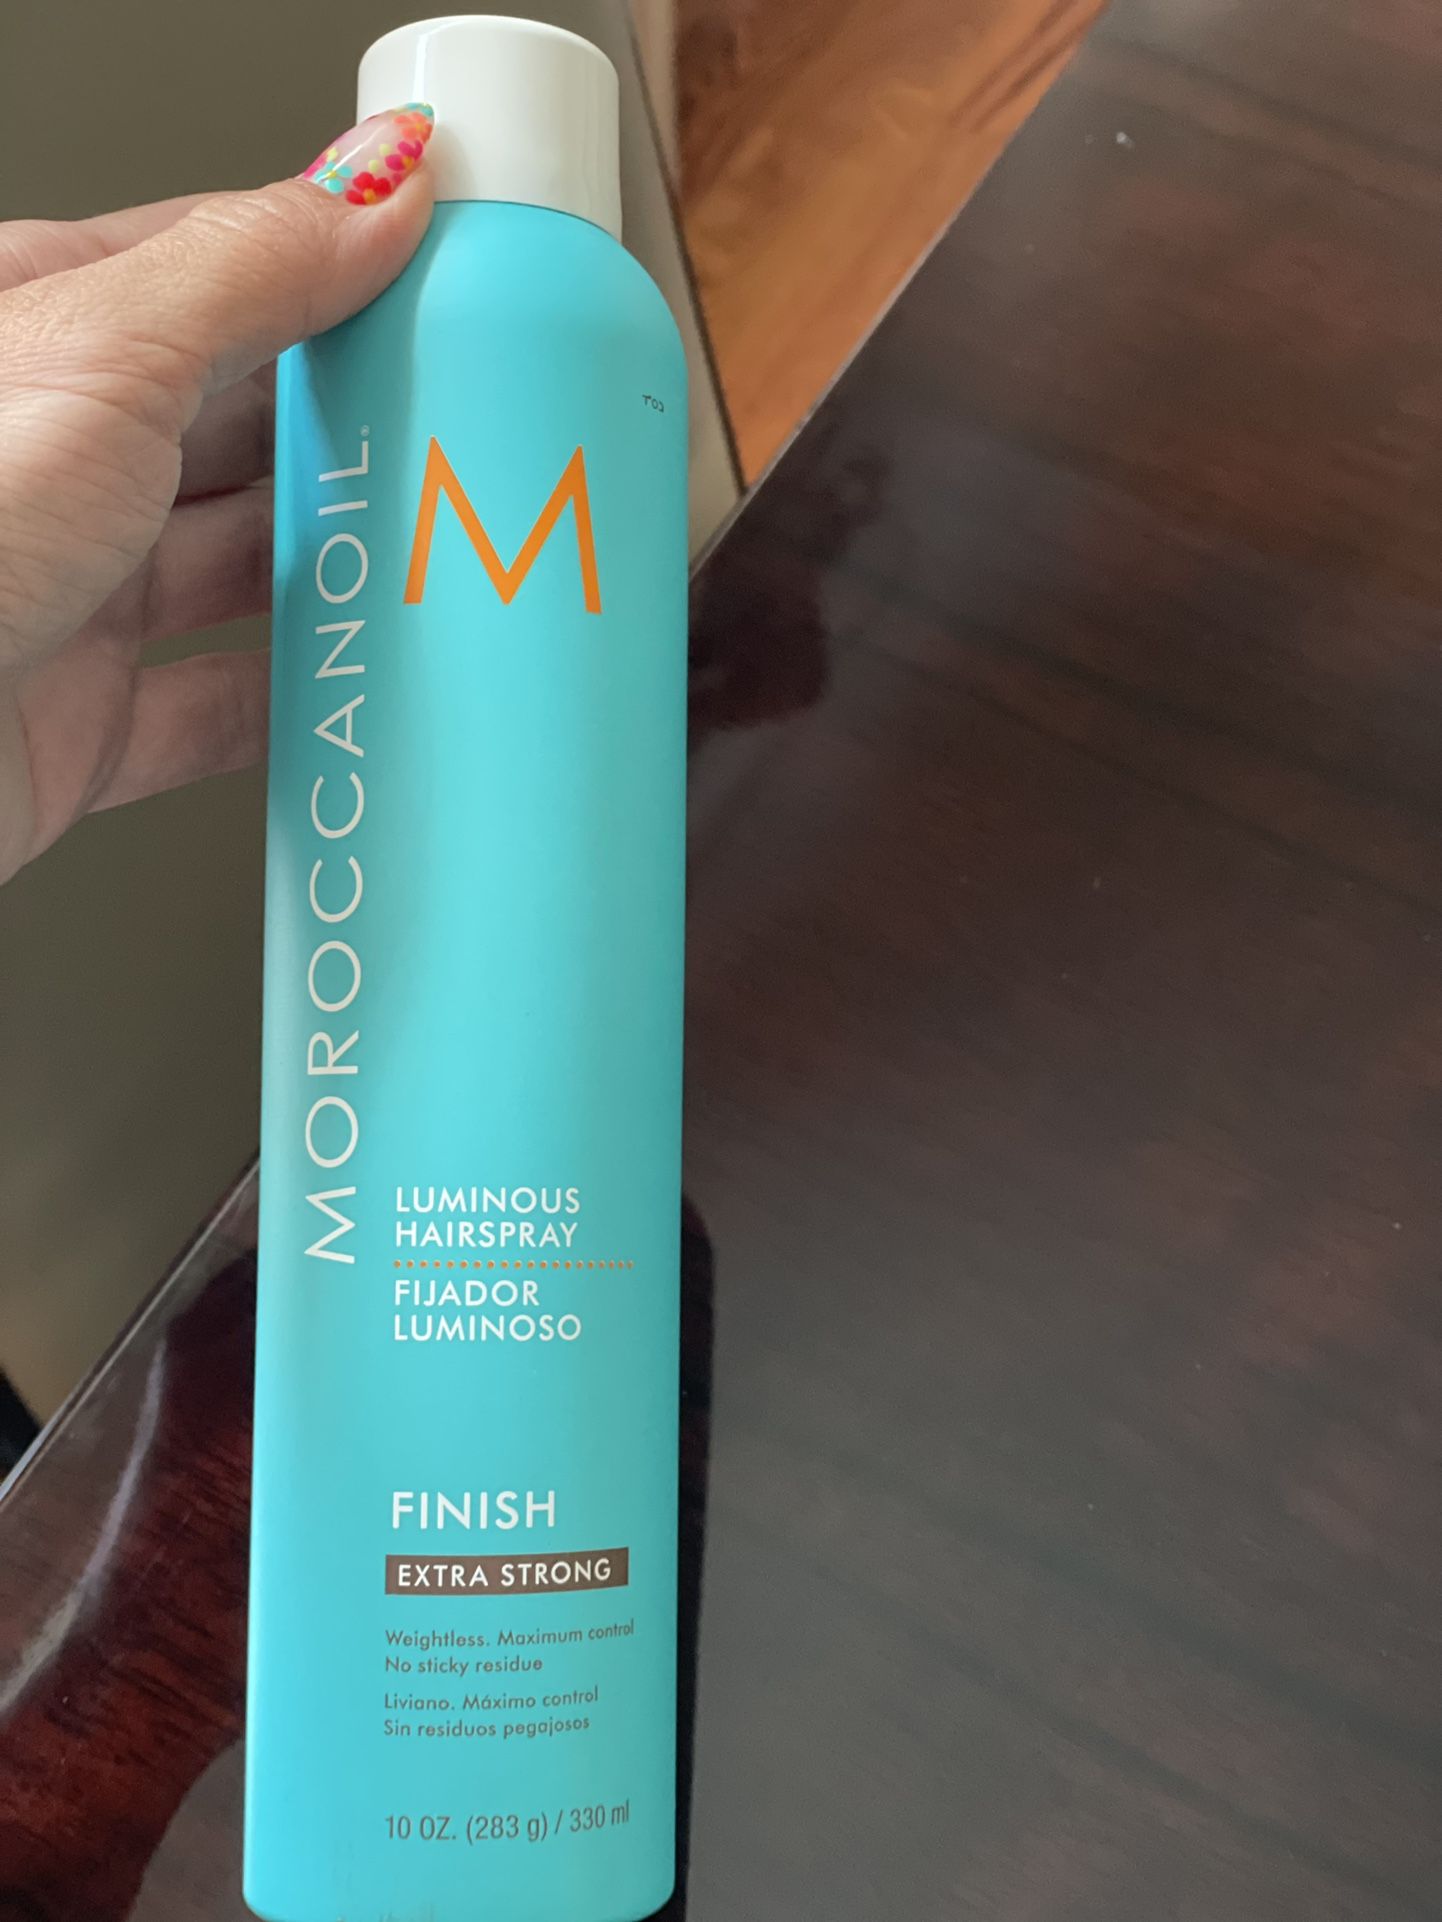 MOROCCANOIL®
M
LUMINOUS
HAIRSPRAY
FIJADOR
LUMINOSO
FINISH
EXTRA STRONG
Weightless. Maximum control
No sticky residue
Liviano. Máximo control
Sin residuos pegajosos
10 OZ. (283 g) / 330 ml